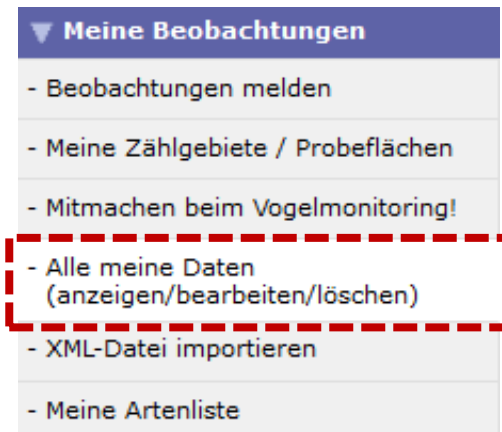 ▼ Meine Beobachtungen
- Beobachtungen melden
- Meine Zählgebiete / Probeflächen
- Mitmachen beim Vogelmonitoring!
- Alle meine Daten
(anzeigen/bearbeiten/löschen)
- XML-Datei importieren
- Meine Artenliste